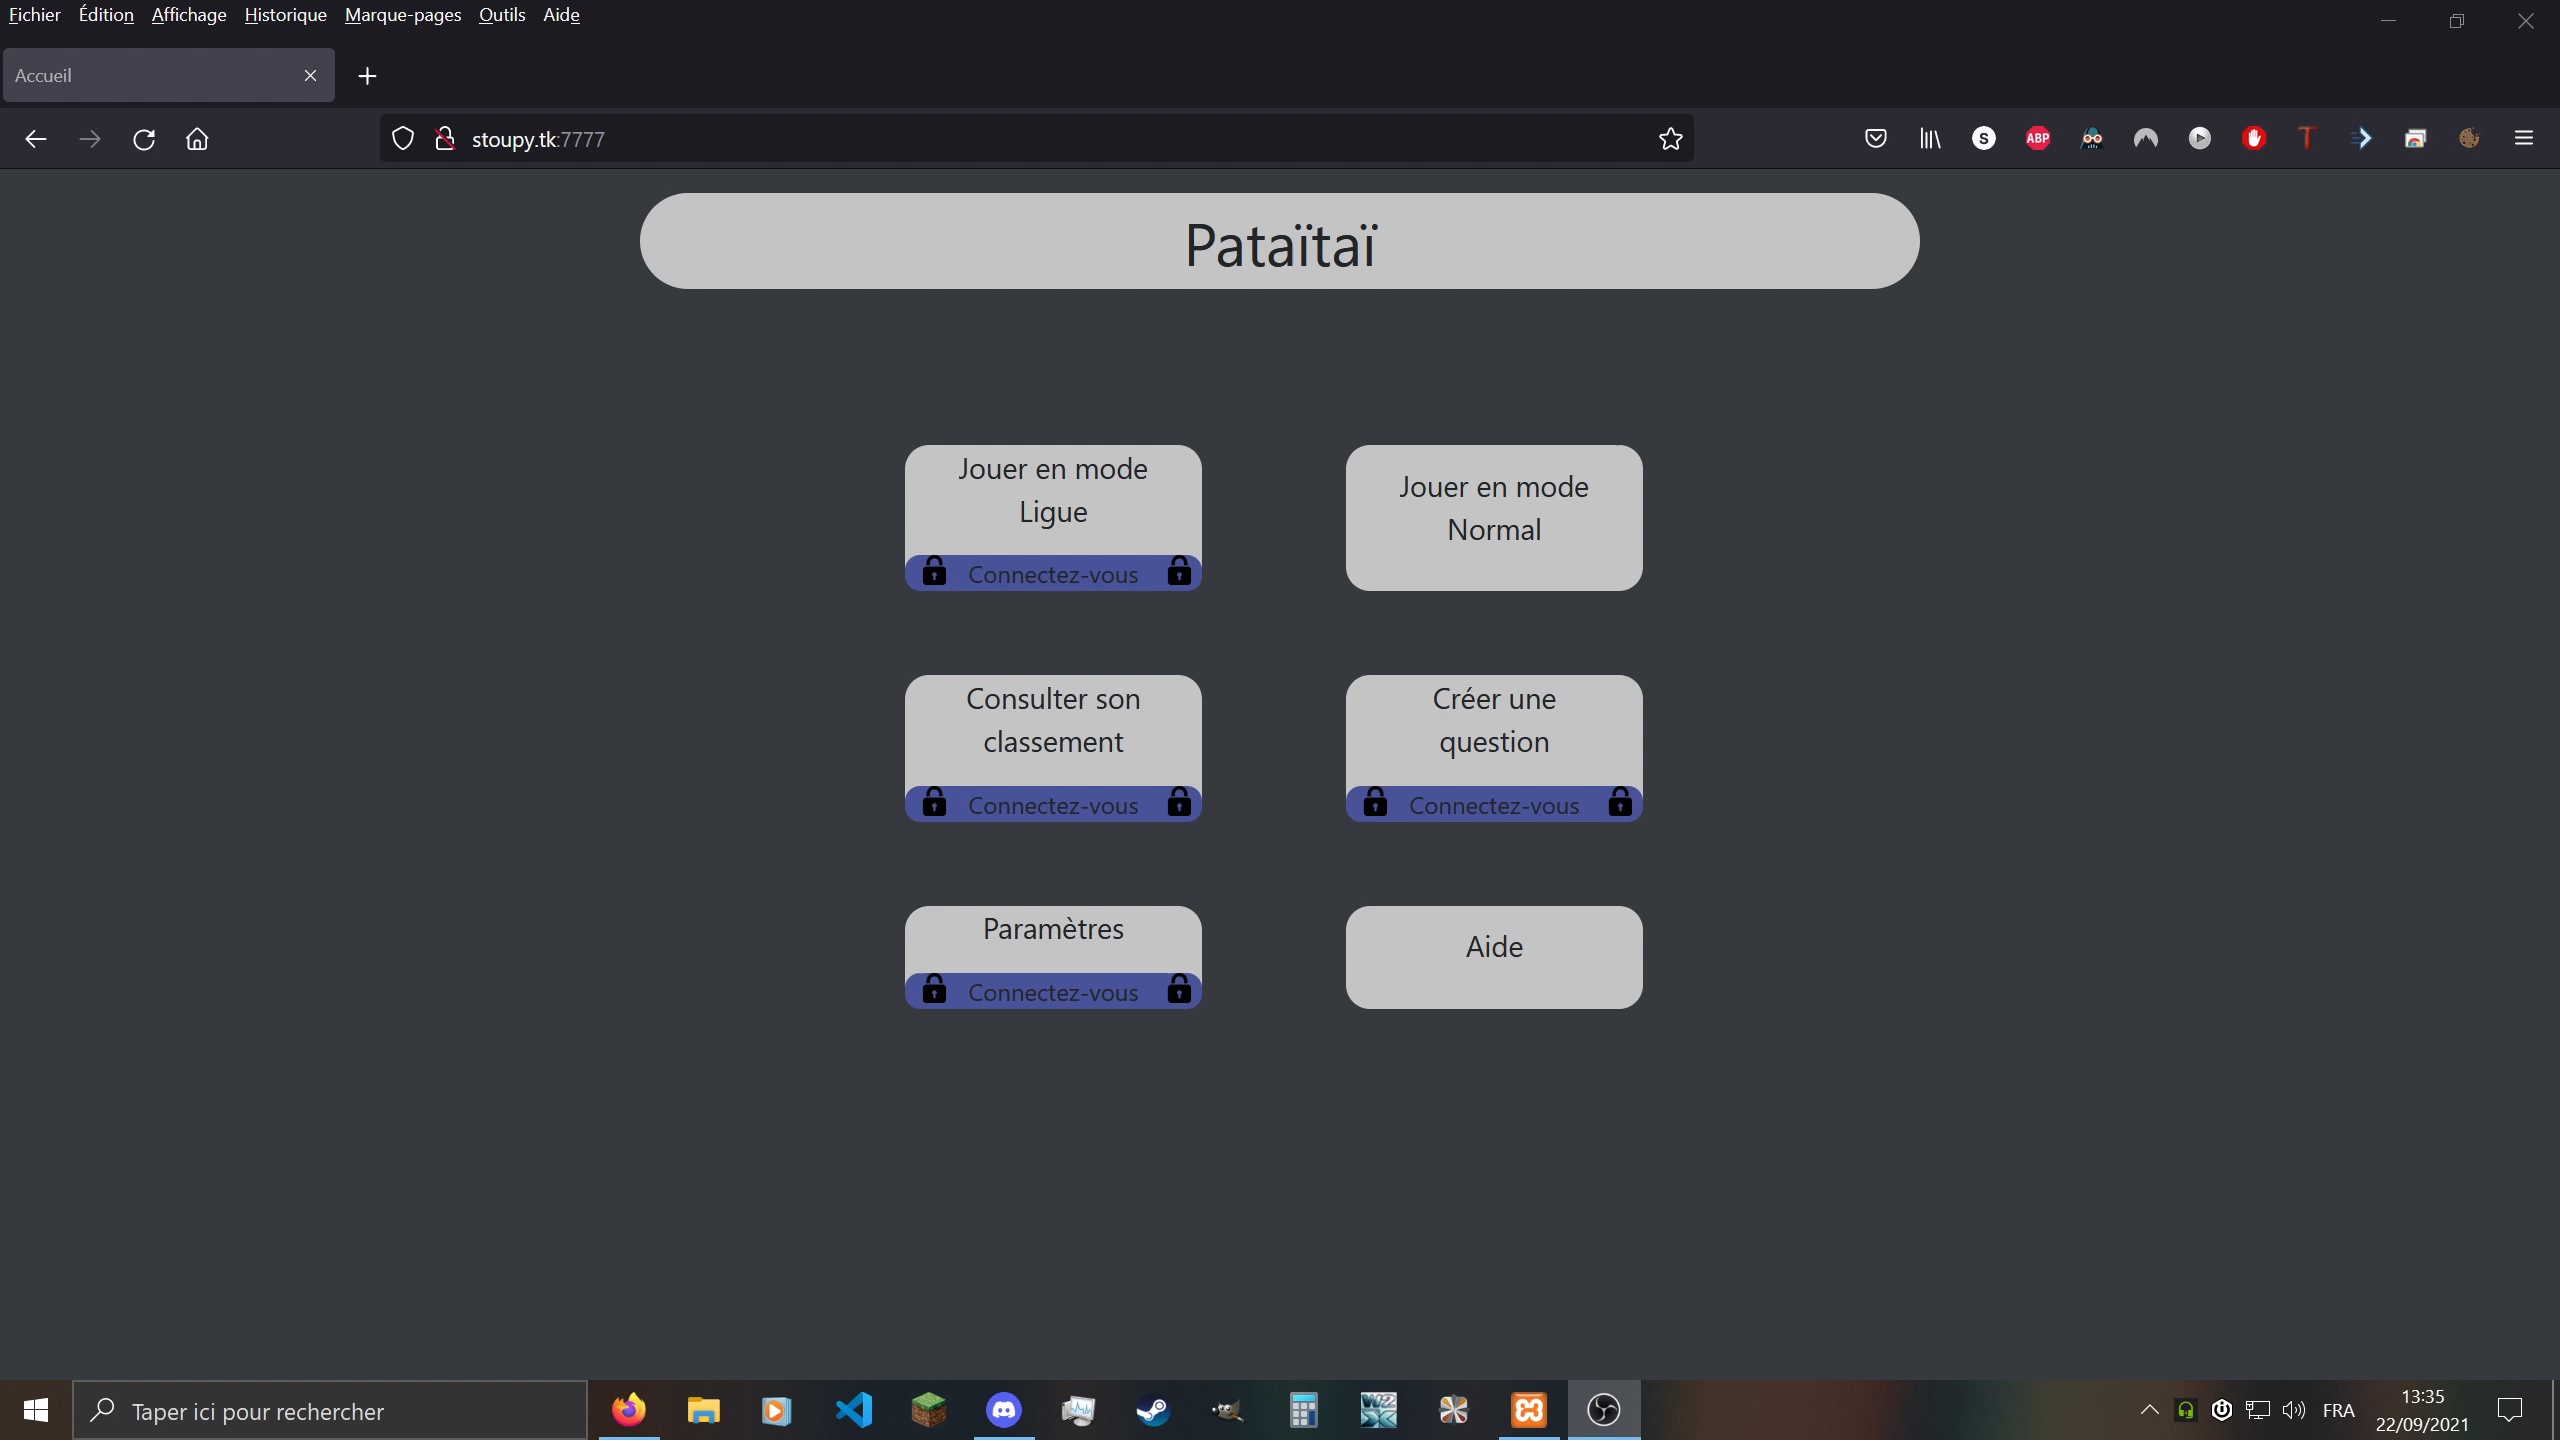 Fichier Édition Affichage Historique Marque-pages Outils Aide
Accueil
stoupy.tk:7777
S ABP T
Pataïtaï
Jouer en mode
Ligue
Connectez-vous
Jouer en mode
Normal
Consulter son
classement
Connectez-vous
Créer une
question
Connectez-vous
Paramètres
Connectez-vous
Aide
Taper ici pour rechercher
FRA
13:35
22/09/2021